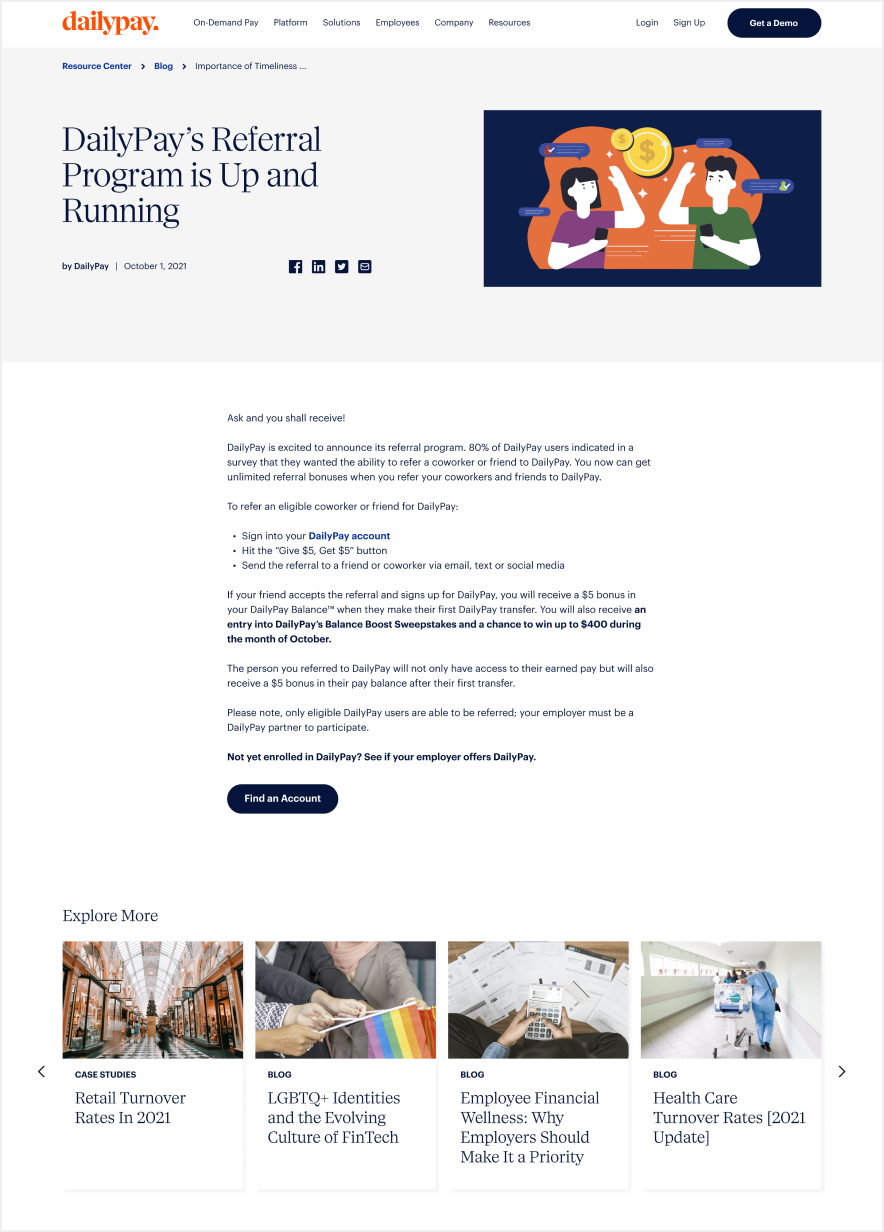 dailypay.
On-Demand Pay Platform Solutions Employees Company Resources Login Sign Up Get a Demo
Resource Center > Blog > Importance of Timeliness ...
DailyPay’s Referral
Program is Up and
Running
by DailyPay | October 1, 2021
Ask and you shall receive!
DailyPay is excited to announce its referral program. 80% of DailyPay users indicated in a
survey that they wanted the ability to refer a coworker or friend to DailyPay. You now can get
unlimited referral bonuses when you refer your coworkers and friends to DailyPay.
To refer an eligible coworker or friend for DailyPay:
• Sign into your DailyPay account
• Hit the “Give $5, Get $5” button
• Send the referral to a friend or coworker via email, text or social media
If your friend accepts the referral and signs up for DailyPay, you will receive a $5 bonus in
your DailyPay Balance™ when they make their first DailyPay transfer. You will also receive an
entry into DailyPay’s Balance Boost Sweepstakes and a chance to win up to $400 during
the month of October.
The person you referred to DailyPay will not only have access to their earned pay but will also
receive a $5 bonus in their pay balance after their first transfer.
Please note, only eligible DailyPay users are able to be referred; your employer must be a
DailyPay partner to participate.
Not yet enrolled in DailyPay? See if your employer offers DailyPay.
Find an Account
Explore More
CASE STUDIES
Retail Turnover
Rates In 2021
BLOG
LGBTQ+ Identities
and the Evolving
Culture of FinTech
BLOG
Employee Financial
Wellness: Why
Employers Should
Make It a Priority
BLOG
Health Care
Turnover Rates [2021
Update]